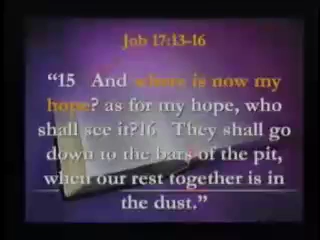 Job 17:13-16
“15 And where is now my
hope? as for my hope, who
shall see it?16 They shall go
down to the bars of the pit,
when our rest together is in
the dust.”